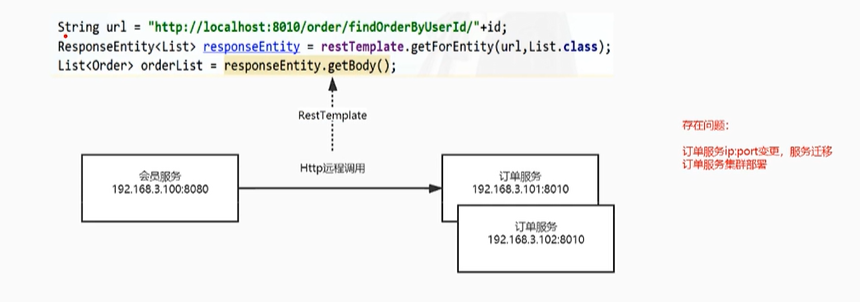 String url = "http://localhost:8010/order/findOrderByUserId/"+id;
ResponseEntity<List> responseEntity = restTemplate.getForEntity(url,List.class);
List<Order> orderList = responseEntity.getBody();
RestTemplate
Http远程调用
会员服务
192.168.3.100:8080
订单服务
192.168.3.101:8010
订单服务
192.168.3.102:8010
存在问题：
订单服务ip:port变更，服务迁移
订单服务集群部署